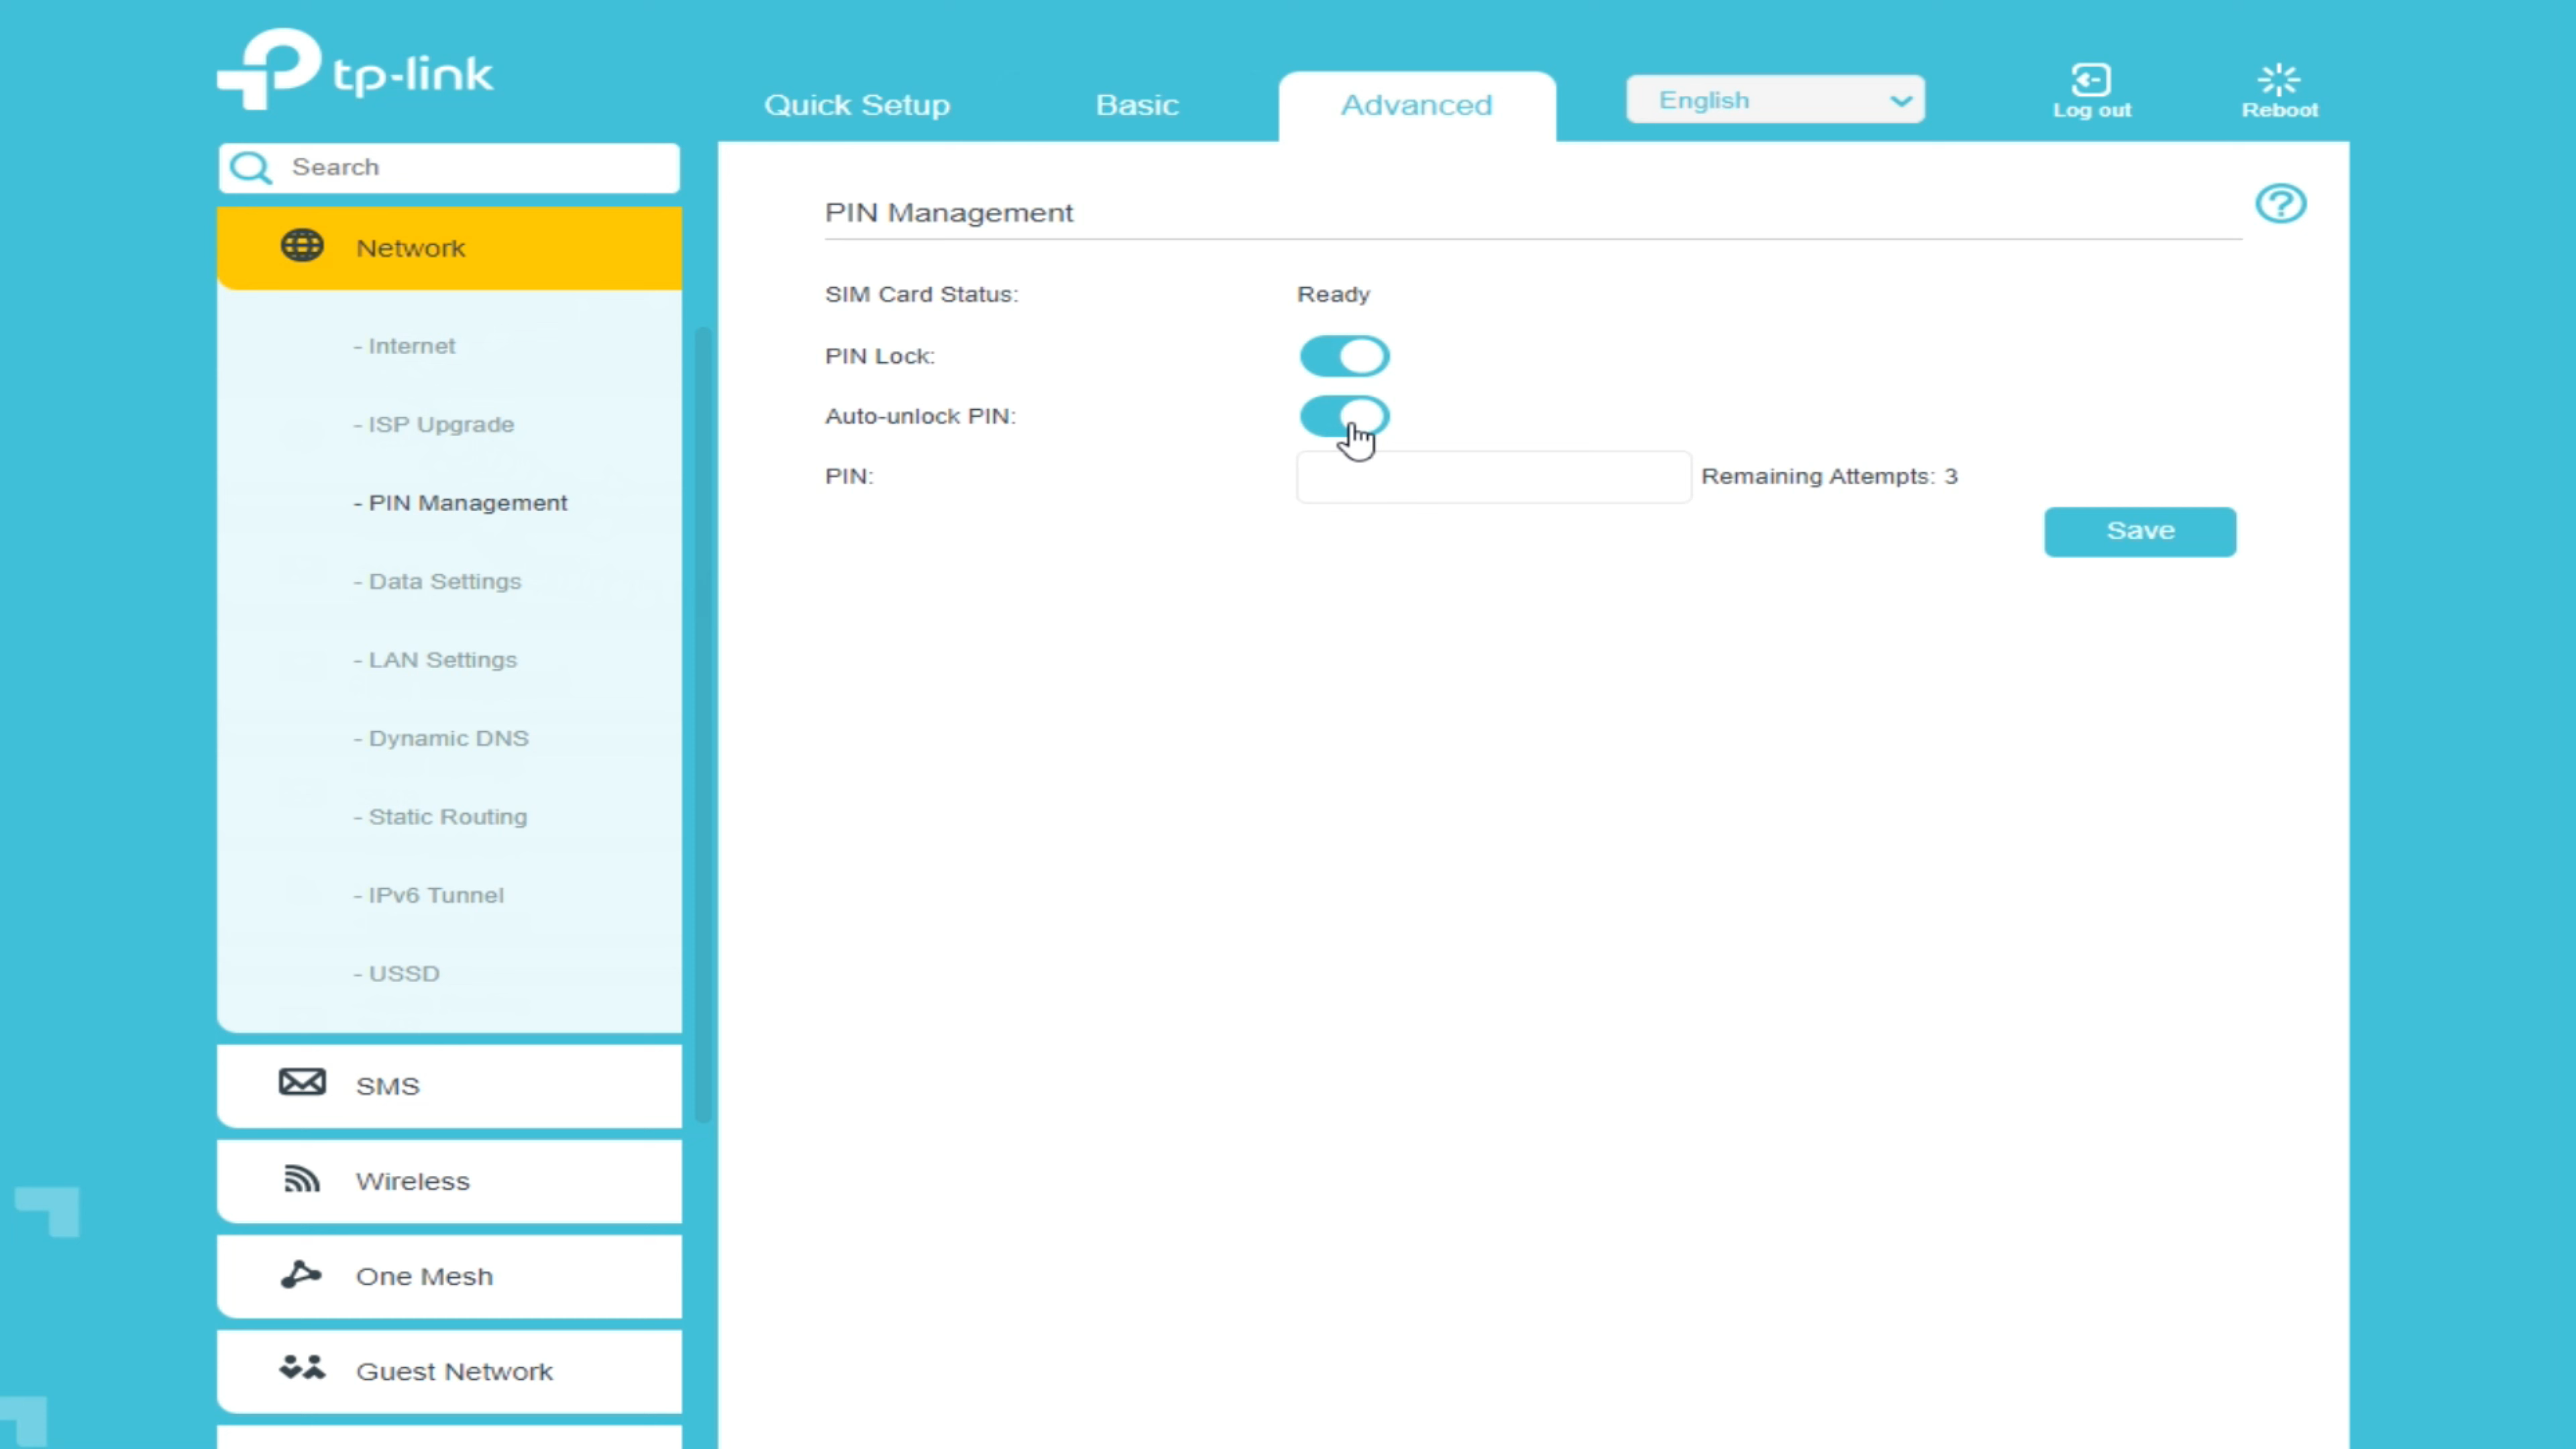 tp-link
Quick Setup
Basic
Advanced
English
Log out
Reboot
Search
Network
- Internet
- ISP Upgrade
- PIN Management
- Data Settings
- LAN Settings
- Dynamic DNS
- Static Routing
- IPv6 Tunnel
- USSD
SMS
Wireless
One Mesh
Guest Network
PIN Management
?
SIM Card Status: Ready
PIN Lock:
Auto-unlock PIN:
PIN: Remaining Attempts: 3
Save